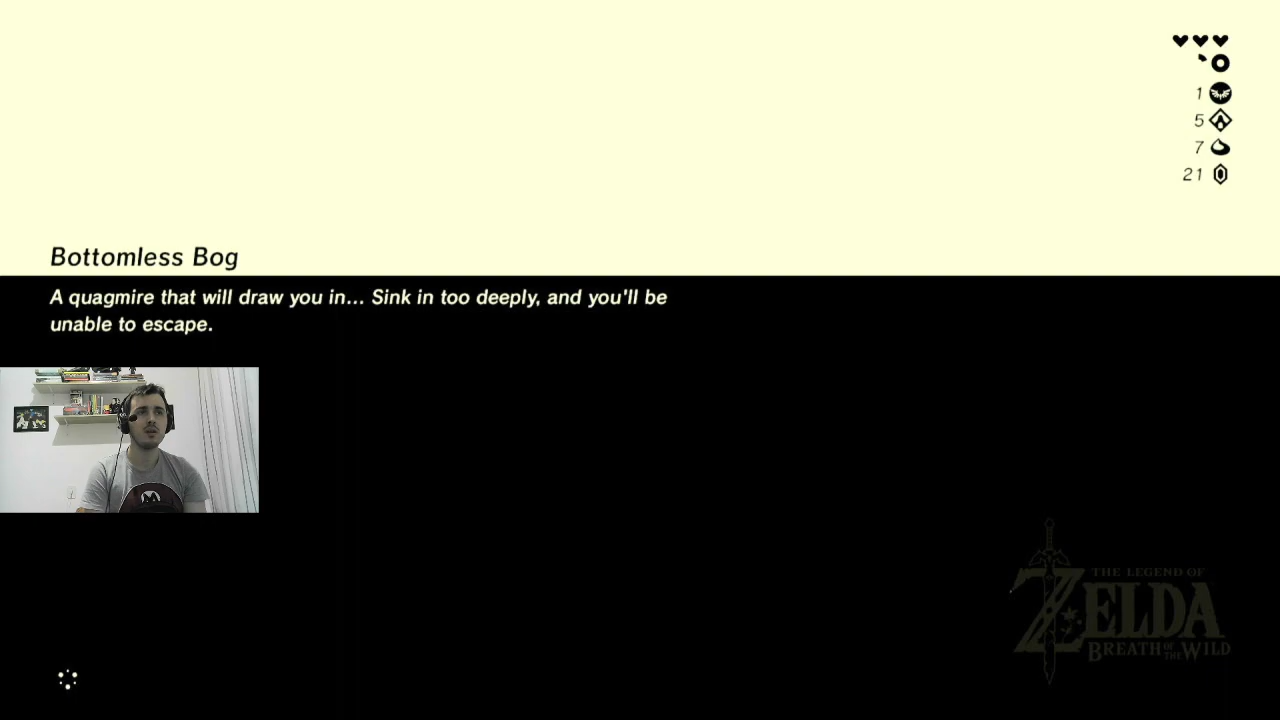 1
5
7
21
Bottomless Bog
A quagmire that will draw you in... Sink in too deeply, and you'll be
unable to escape.
THE LEGEND OF
ZELDA
BREATH OF THE WILD